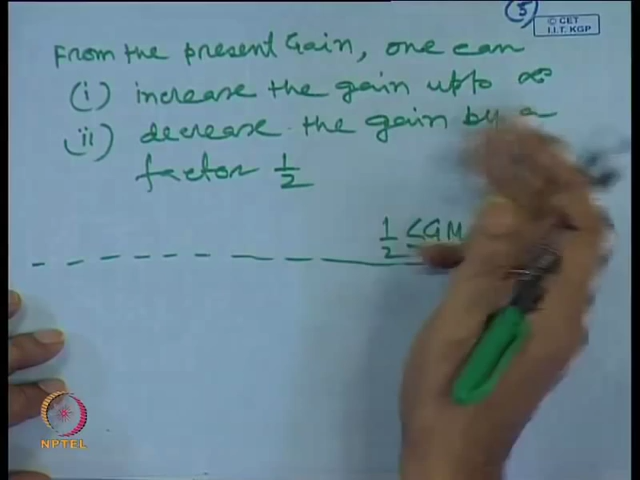 5
© CET
I.I.T. KGP
From the present Gain, one can
(i) increase the gain upto ∞
(ii) decrease the gain by a
factor 1/2
1/2 ≤ GM
NPTEL